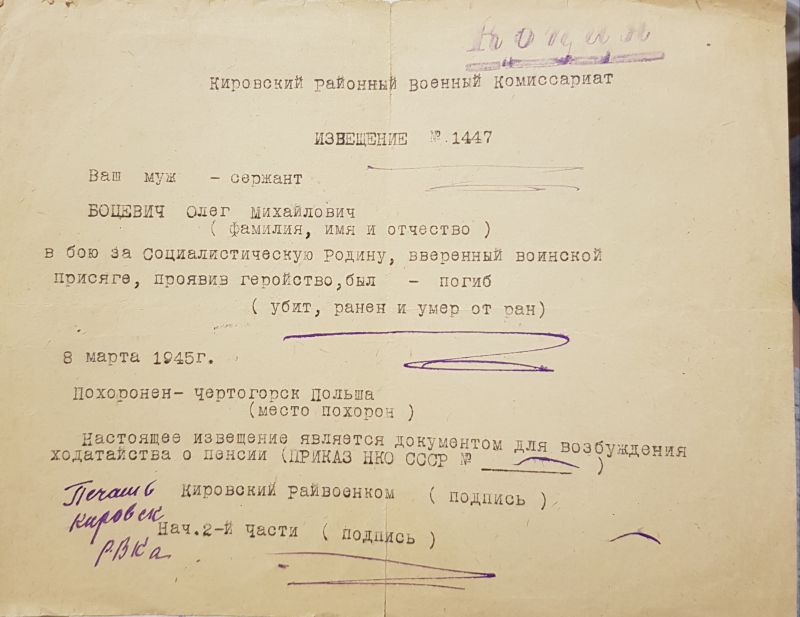 Копия
Кировский районный Военный Комиссариат
ИЗВЕЩЕНИЕ №.1447
Ваш муж - сержант
БОЦЕВИЧ Олег Михайлович
( фамилия, имя и отчество )
в бою за Социалистическую Родину, вверенный воинской
присяге, проявив геройство,был - погиб
( убит, ранен и умер от ран)
8 марта 1945г.
Похоронен- Чертогорск Польша
(место похорон )
Настоящее извещение является документом для возбуждения
ходатайства о пенсии (ПРИКАЗ НКО СССР № )
Печать Кировский райвоенком ( подпись )
Кировск
Нач.2-й части ( подпись )
РВКа